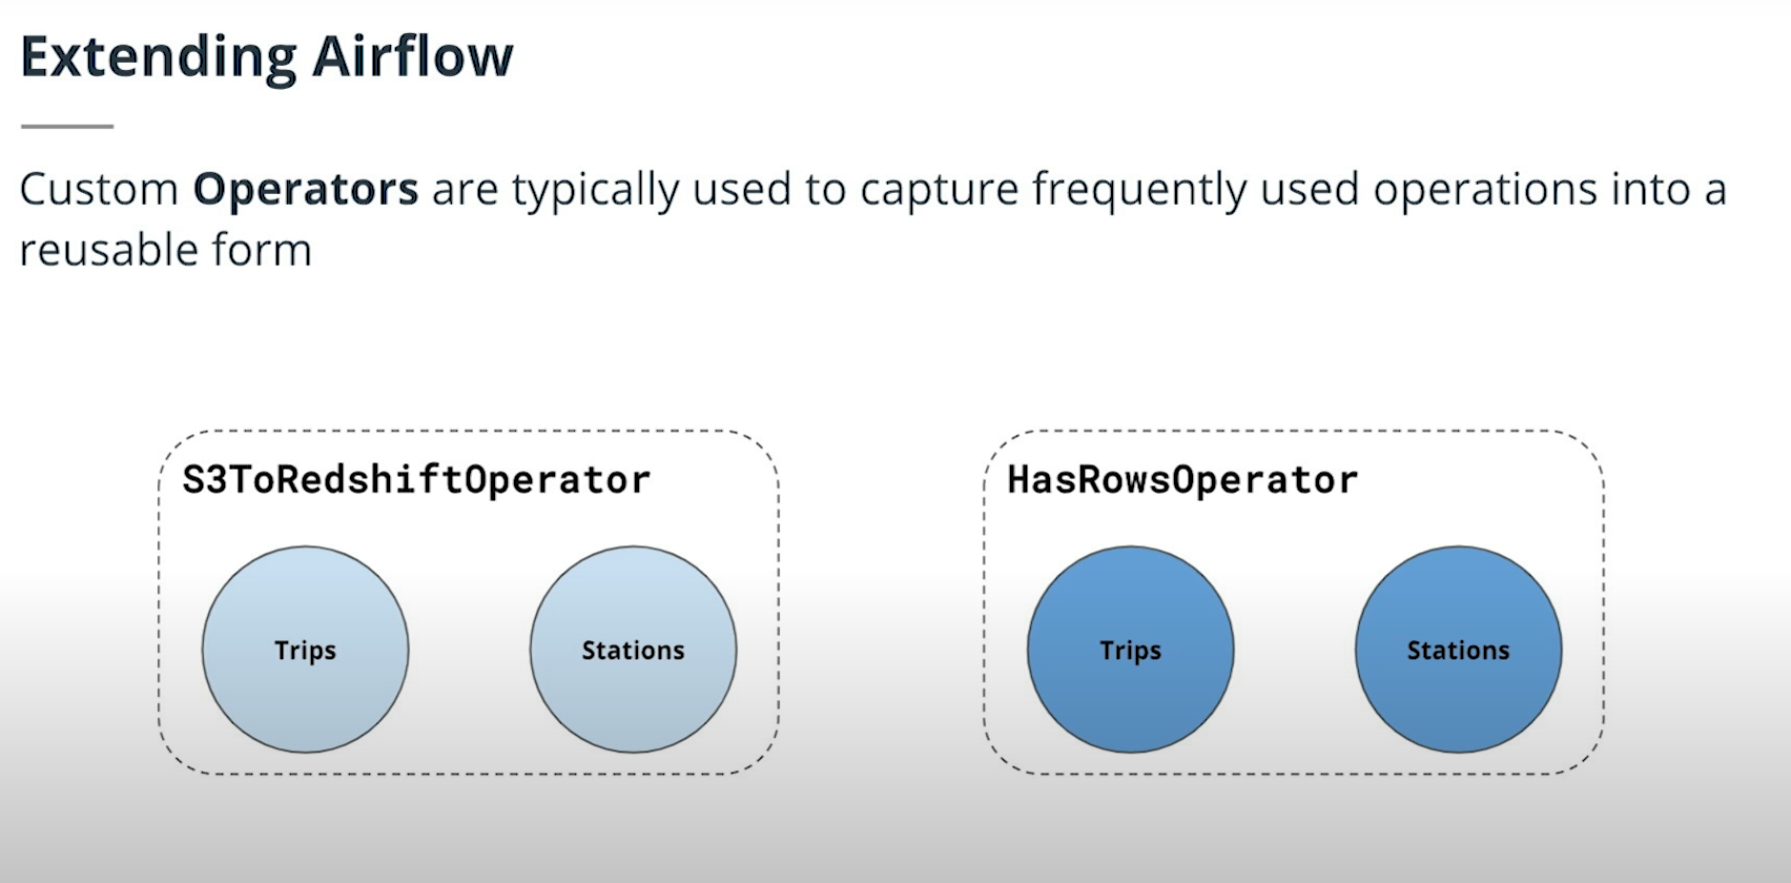 Extending Airflow
Custom Operators are typically used to capture frequently used operations into a
reusable form
S3ToRedshiftOperator
Trips
Stations
HasRowsOperator
Trips
Stations